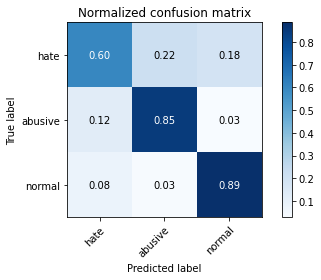 Normalized confusion matrix
True label
hate
0.60 0.22 0.18
abusive
0.12 0.85 0.03
normal
0.08 0.03 0.89
hate abusive normal
Predicted label
0.8
0.7
0.6
0.5
0.4
0.3
0.2
0.1